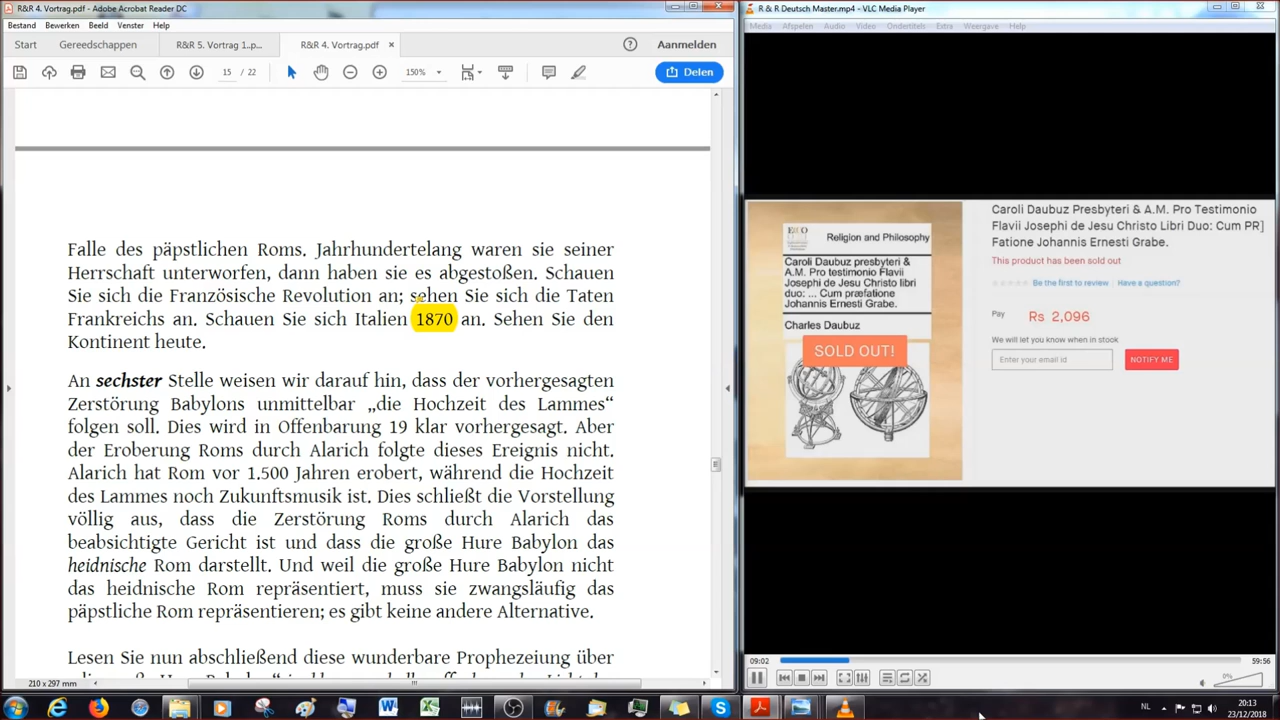 R&R 4. Vortrag.pdf - Adobe Acrobat Reader DC
Bestand Bewerken Beeld Venster Help
Start Gereedschappen R&R 5. Vortrag 1...p... R&R 4. Vortrag.pdf × Aanmelden
15 / 22 150% Delen
Falle des päpstlichen Roms. Jahrhundertelang waren sie seiner
Herrschaft unterworfen, dann haben sie es abgestoßen. Schauen
Sie sich die Französische Revolution an; sehen Sie sich die Taten
Frankreichs an. Schauen Sie sich Italien 1870 an. Sehen Sie den
Kontinent heute.
An sechster Stelle weisen wir darauf hin, dass der vorhergesagten
Zerstörung Babylons unmittelbar „die Hochzeit des Lammes“
folgen soll. Dies wird in Offenbarung 19 klar vorhergesagt. Aber
der Eroberung Roms durch Alarich folgte dieses Ereignis nicht.
Alarich hat Rom vor 1.500 Jahren erobert, während die Hochzeit
des Lammes noch Zukunftsmusik ist. Dies schließt die Vorstellung
völlig aus, dass die Zerstörung Roms durch Alarich das
beabsichtigte Gericht ist und dass die große Hure Babylon das
heidnische Rom darstellt. Und weil die große Hure Babylon nicht
das heidnische Rom repräsentiert, muss sie zwangsläufig das
päpstliche Rom repräsentieren; es gibt keine andere Alternative.
Lesen Sie nun abschließend diese wunderbare Prophezeiung über
210 x 297 mm
R & R Deutsch Master.mp4 - VLC Media Player
Media Afspelen Audio Video Ondertitels Extra Weergave Help
Religion and Philosophy
Caroli Daubuz presbyteri &
A.M. Pro testimonio Flavii
Josephi de Jesu Christo libri
duo: ... Cum præfatione
Johannis Ernesti Grabe.
Charles Daubuz
SOLD OUT!
Caroli Daubuz Presbyteri & A.M. Pro Testimonio
Flavii Josephi de Jesu Christo Libri Duo: Cum PR]
Fatione Johannis Ernesti Grabe.
This product has been sold out
Be the first to review Have a question?
Pay Rs 2,096
We will let you know when in stock
Enter your email id NOTIFY ME
09:02 59:56
0%
NL 20:13
23/12/2018